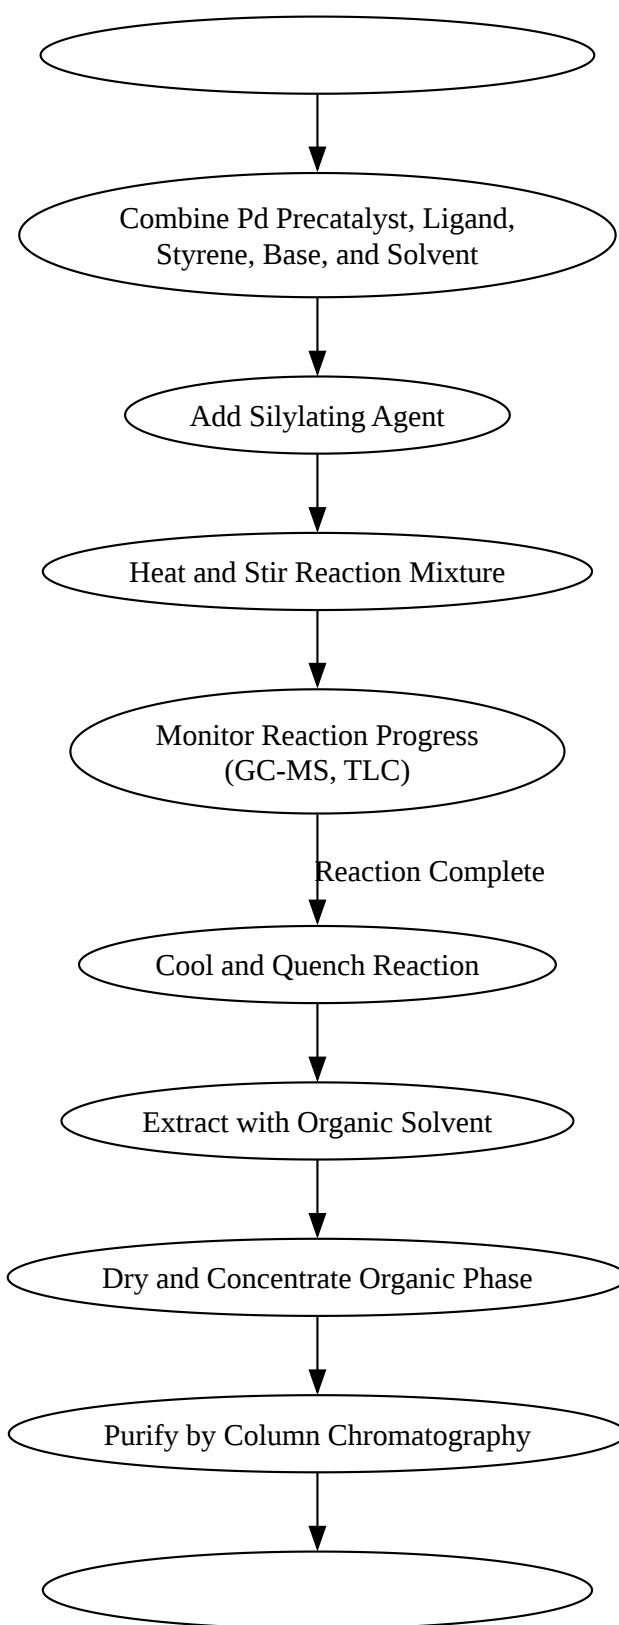 Combine Pd Precatalyst, Ligand,
Styrene, Base, and Solvent
Add Silylating Agent
Heat and Stir Reaction Mixture
Monitor Reaction Progress
(GC-MS, TLC)
Reaction Complete
Cool and Quench Reaction
Extract with Organic Solvent
Dry and Concentrate Organic Phase
Purify by Column Chromatography